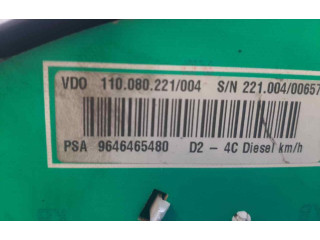 VDO 110.080.221/004 S/N 221.004/00657
PSA 9646465480 D2 - 4C Diesel km/h